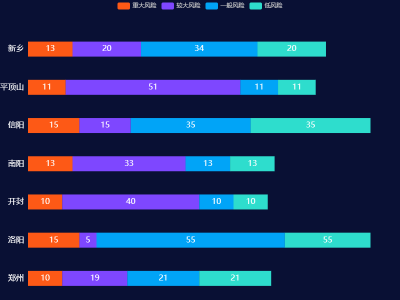 重大风险 较大风险 一般风险 低风险
新乡 13 20 34 20
平顶山 11 51 11 11
信阳 15 15 35 35
南阳 13 33 13 13
开封 10 40 10 10
洛阳 15 5 55 55
郑州 10 19 21 21